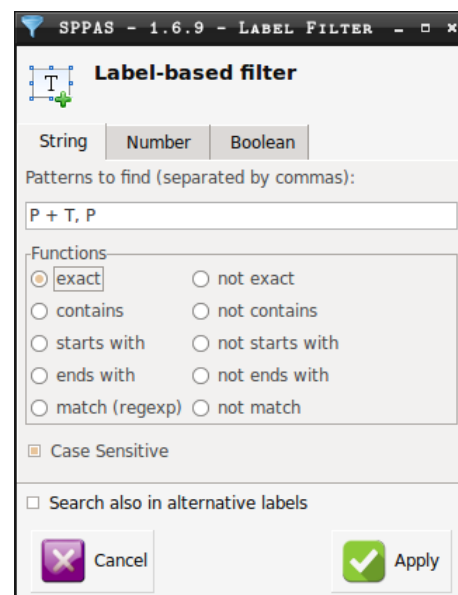 SPPAS - 1.6.9 - Label Filter
T
Label-based filter
String Number Boolean
Patterns to find (separated by commas):
P + T, P
Functions
exact not exact
contains not contains
starts with not starts with
ends with not ends with
match (regexp) not match
Case Sensitive
Search also in alternative labels
Cancel Apply